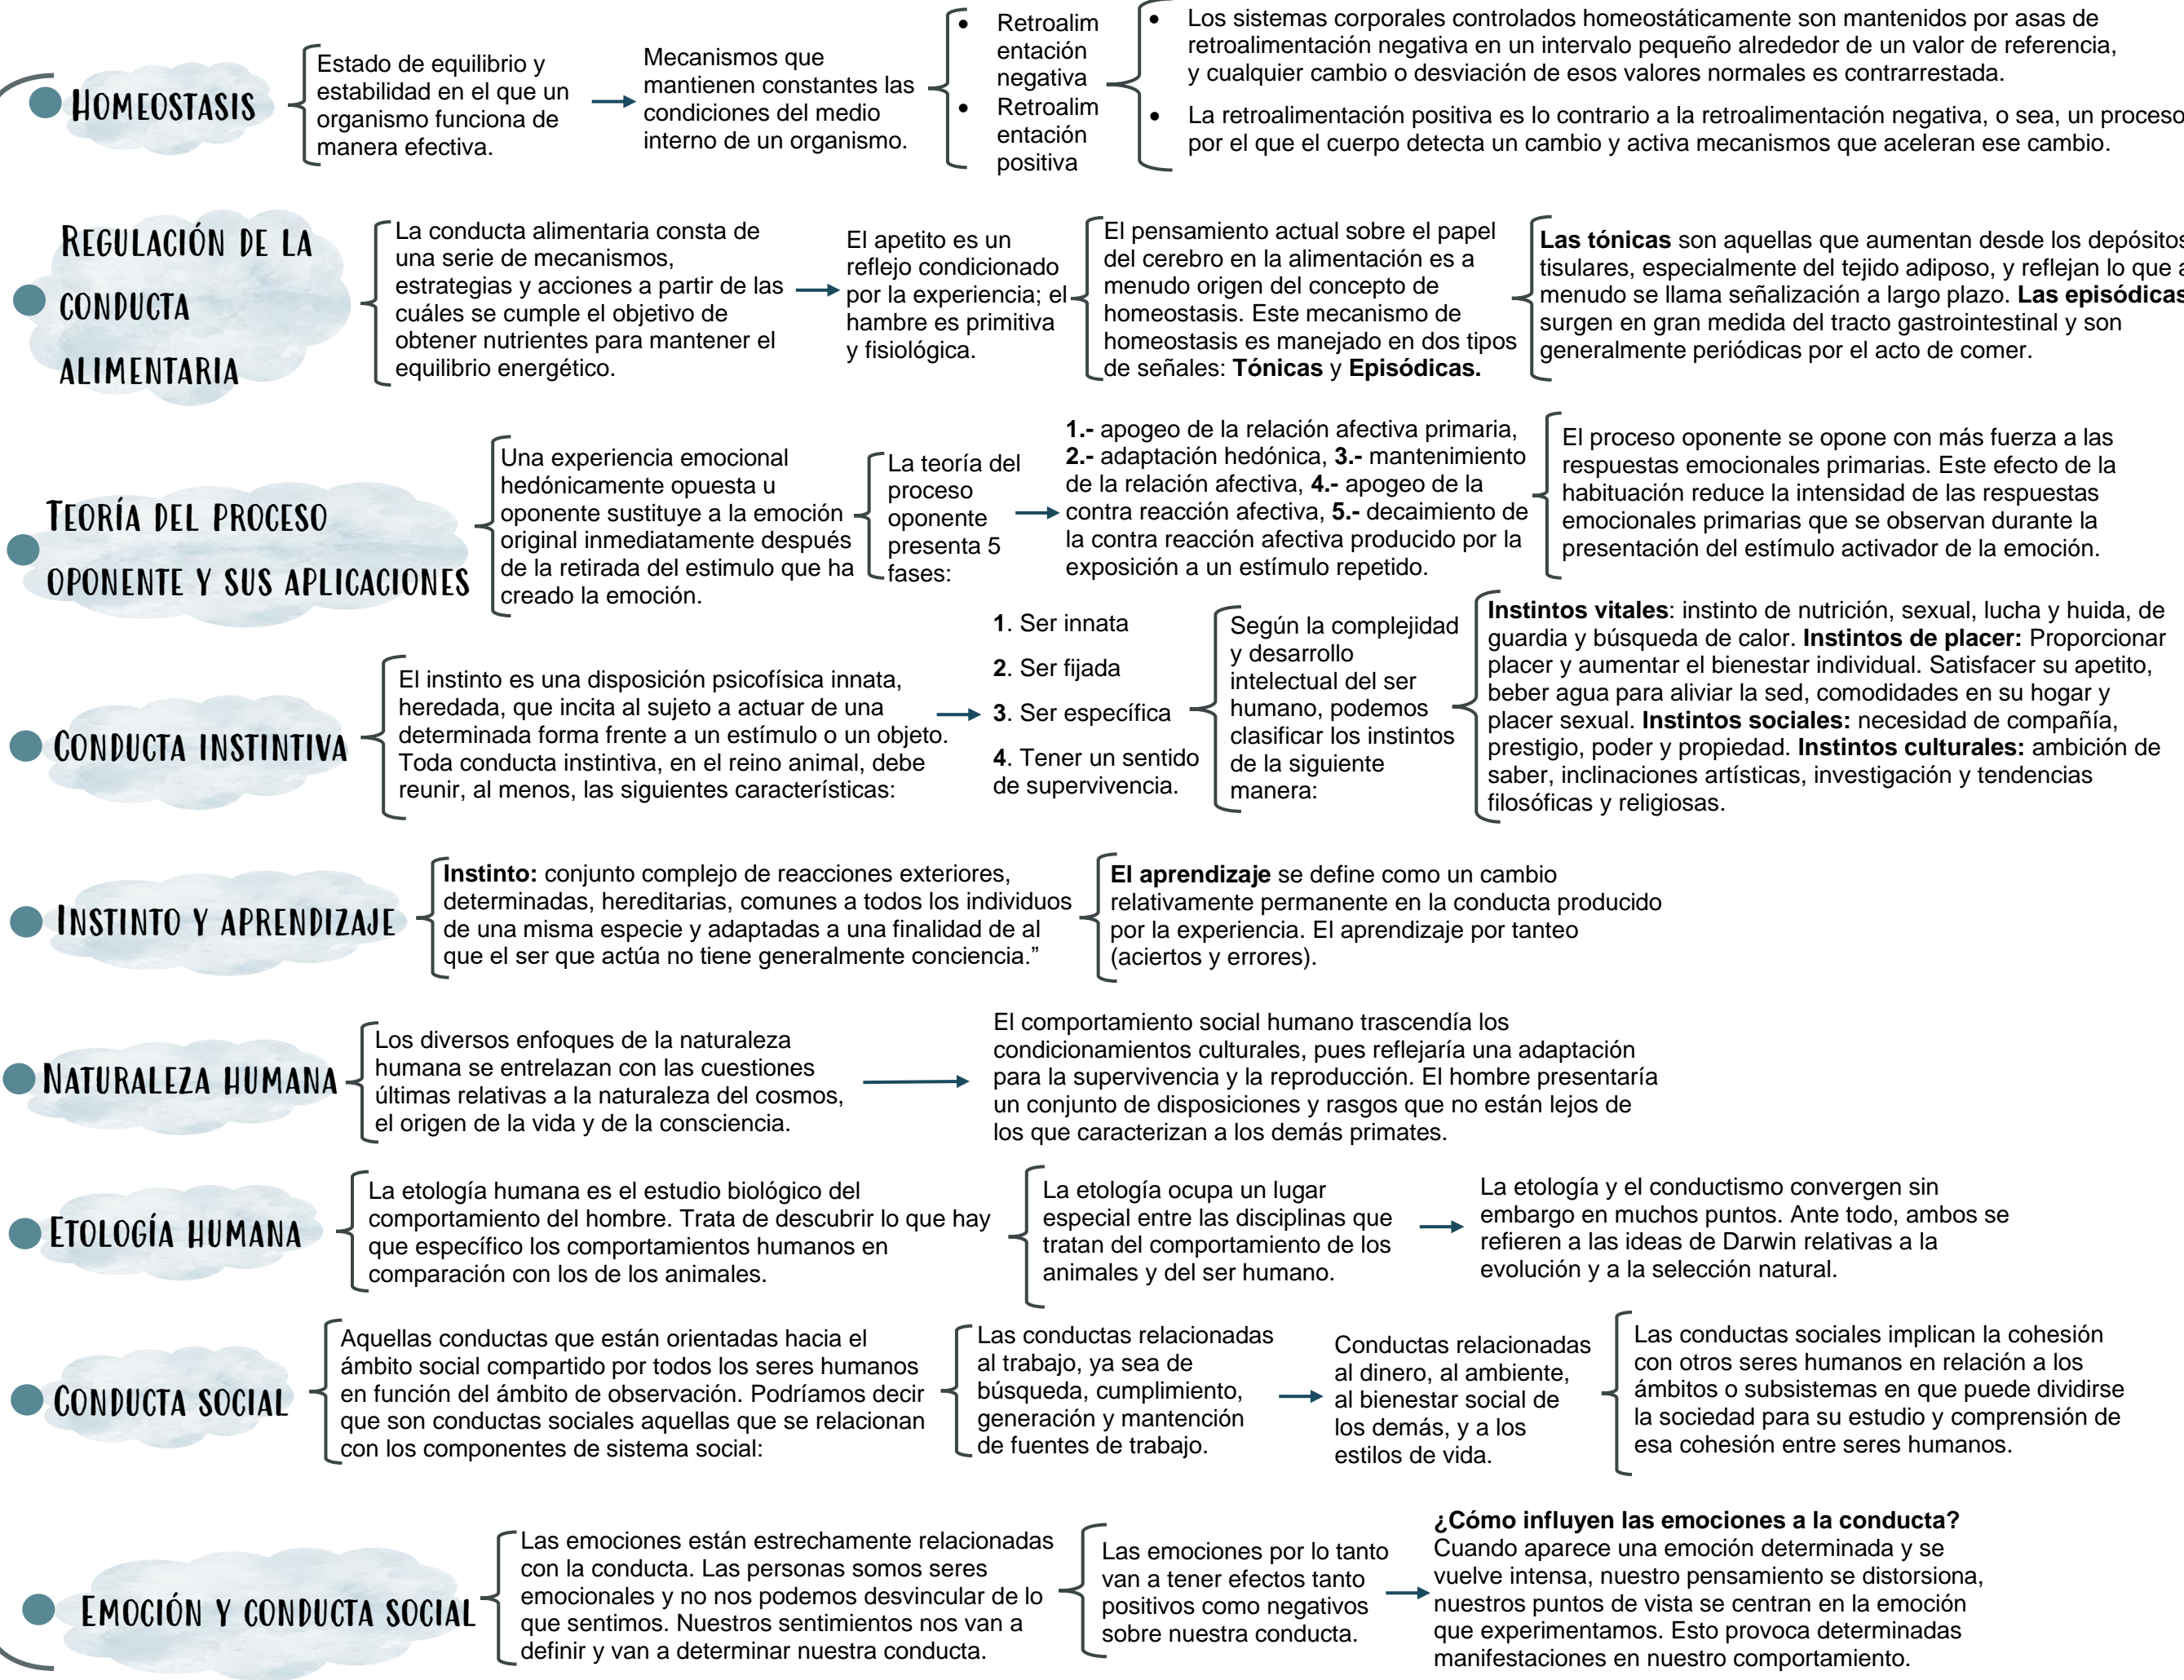 HOMEOSTASIS
Estado de equilibrio y
estabilidad en el que un
organismo funciona de
manera efectiva.
Mecanismos que
mantienen constantes las
condiciones del medio
interno de un organismo.
• Retroalim
entación
negativa
• Retroalim
entación
positiva
• Los sistemas corporales controlados homeostáticamente son mantenidos por asas de
retroalimentación negativa en un intervalo pequeño alrededor de un valor de referencia,
y cualquier cambio o desviación de esos valores normales es contrarrestada.
• La retroalimentación positiva es lo contrario a la retroalimentación negativa, o sea, un proceso
por el que el cuerpo detecta un cambio y activa mecanismos que aceleran ese cambio.
REGULACIÓN DE LA
CONDUCTA
ALIMENTARIA
La conducta alimentaria consta de
una serie de mecanismos,
estrategias y acciones a partir de las
cuáles se cumple el objetivo de
obtener nutrientes para mantener el
equilibrio energético.
El apetito es un
reflejo condicionado
por la experiencia; el
hambre es primitiva
y fisiológica.
El pensamiento actual sobre el papel
del cerebro en la alimentación es a
menudo origen del concepto de
homeostasis. Este mecanismo de
homeostasis es manejado en dos tipos
de señales: Tónicas y Episódicas.
Las tónicas son aquellas que aumentan desde los depósitos
tisulares, especialmente del tejido adiposo, y reflejan lo que a
menudo se llama señalización a largo plazo. Las episódicas
surgen en gran medida del tracto gastrointestinal y son
generalmente periódicas por el acto de comer.
TEORÍA DEL PROCESO
OPONENTE Y SUS APLICACIONES
Una experiencia emocional
hedónicamente opuesta u
oponente sustituye a la emoción
original inmediatamente después
de la retirada del estimulo que ha
creado la emoción.
La teoría del
proceso
oponente
presenta 5
fases:
1.- apogeo de la relación afectiva primaria,
2.- adaptación hedónica, 3.- mantenimiento
de la relación afectiva, 4.- apogeo de la
contra reacción afectiva, 5.- decaimiento de
la contra reacción afectiva producido por la
exposición a un estímulo repetido.
El proceso oponente se opone con más fuerza a las
respuestas emocionales primarias. Este efecto de la
habituación reduce la intensidad de las respuestas
emocionales primarias que se observan durante la
presentación del estímulo activador de la emoción.
CONDUCTA INSTINTIVA
El instinto es una disposición psicofísica innata,
heredada, que incita al sujeto a actuar de una
determinada forma frente a un estímulo o un objeto.
Toda conducta instintiva, en el reino animal, debe
reunir, al menos, las siguientes características:
1. Ser innata
2. Ser fijada
3. Ser específica
4. Tener un sentido
de supervivencia.
Según la complejidad
y desarrollo
intelectual del ser
humano, podemos
clasificar los instintos
de la siguiente
manera:
Instintos vitales: instinto de nutrición, sexual, lucha y huida, de
guardia y búsqueda de calor. Instintos de placer: Proporcionar
placer y aumentar el bienestar individual. Satisfacer su apetito,
beber agua para aliviar la sed, comodidades en su hogar y
placer sexual. Instintos sociales: necesidad de compañía,
prestigio, poder y propiedad. Instintos culturales: ambición de
saber, inclinaciones artísticas, investigación y tendencias
filosóficas y religiosas.
INSTINTO Y APRENDIZAJE
Instinto: conjunto complejo de reacciones exteriores,
determinadas, hereditarias, comunes a todos los individuos
de una misma especie y adaptadas a una finalidad de al
que el ser que actúa no tiene generalmente conciencia.”
El aprendizaje se define como un cambio
relativamente permanente en la conducta producido
por la experiencia. El aprendizaje por tanteo
(aciertos y errores).
NATURALEZA HUMANA
Los diversos enfoques de la naturaleza
humana se entrelazan con las cuestiones
últimas relativas a la naturaleza del cosmos,
el origen de la vida y de la consciencia.
El comportamiento social humano trascendía los
condicionamientos culturales, pues reflejaría una adaptación
para la supervivencia y la reproducción. El hombre presentaría
un conjunto de disposiciones y rasgos que no están lejos de
los que caracterizan a los demás primates.
ETOLOGÍA HUMANA
La etología humana es el estudio biológico del
comportamiento del hombre. Trata de descubrir lo que hay
que específico los comportamientos humanos en
comparación con los de los animales.
La etología ocupa un lugar
especial entre las disciplinas que
tratan del comportamiento de los
animales y del ser humano.
La etología y el conductismo convergen sin
embargo en muchos puntos. Ante todo, ambos se
refieren a las ideas de Darwin relativas a la
evolución y a la selección natural.
CONDUCTA SOCIAL
Aquellas conductas que están orientadas hacia el
ámbito social compartido por todos los seres humanos
en función del ámbito de observación. Podríamos decir
que son conductas sociales aquellas que se relacionan
con los componentes de sistema social:
Las conductas relacionadas
al trabajo, ya sea de
búsqueda, cumplimiento,
generación y mantención
de fuentes de trabajo.
Conductas relacionadas
al dinero, al ambiente,
al bienestar social de
los demás, y a los
estilos de vida.
Las conductas sociales implican la cohesión
con otros seres humanos en relación a los
ámbitos o subsistemas en que puede dividirse
la sociedad para su estudio y comprensión de
esa cohesión entre seres humanos.
EMOCIÓN Y CONDUCTA SOCIAL
Las emociones están estrechamente relacionadas
con la conducta. Las personas somos seres
emocionales y no nos podemos desvincular de lo
que sentimos. Nuestros sentimientos nos van a
definir y van a determinar nuestra conducta.
Las emociones por lo tanto
van a tener efectos tanto
positivos como negativos
sobre nuestra conducta.
¿Cómo influyen las emociones a la conducta?
Cuando aparece una emoción determinada y se
vuelve intensa, nuestro pensamiento se distorsiona,
nuestros puntos de vista se centran en la emoción
que experimentamos. Esto provoca determinadas
manifestaciones en nuestro comportamiento.